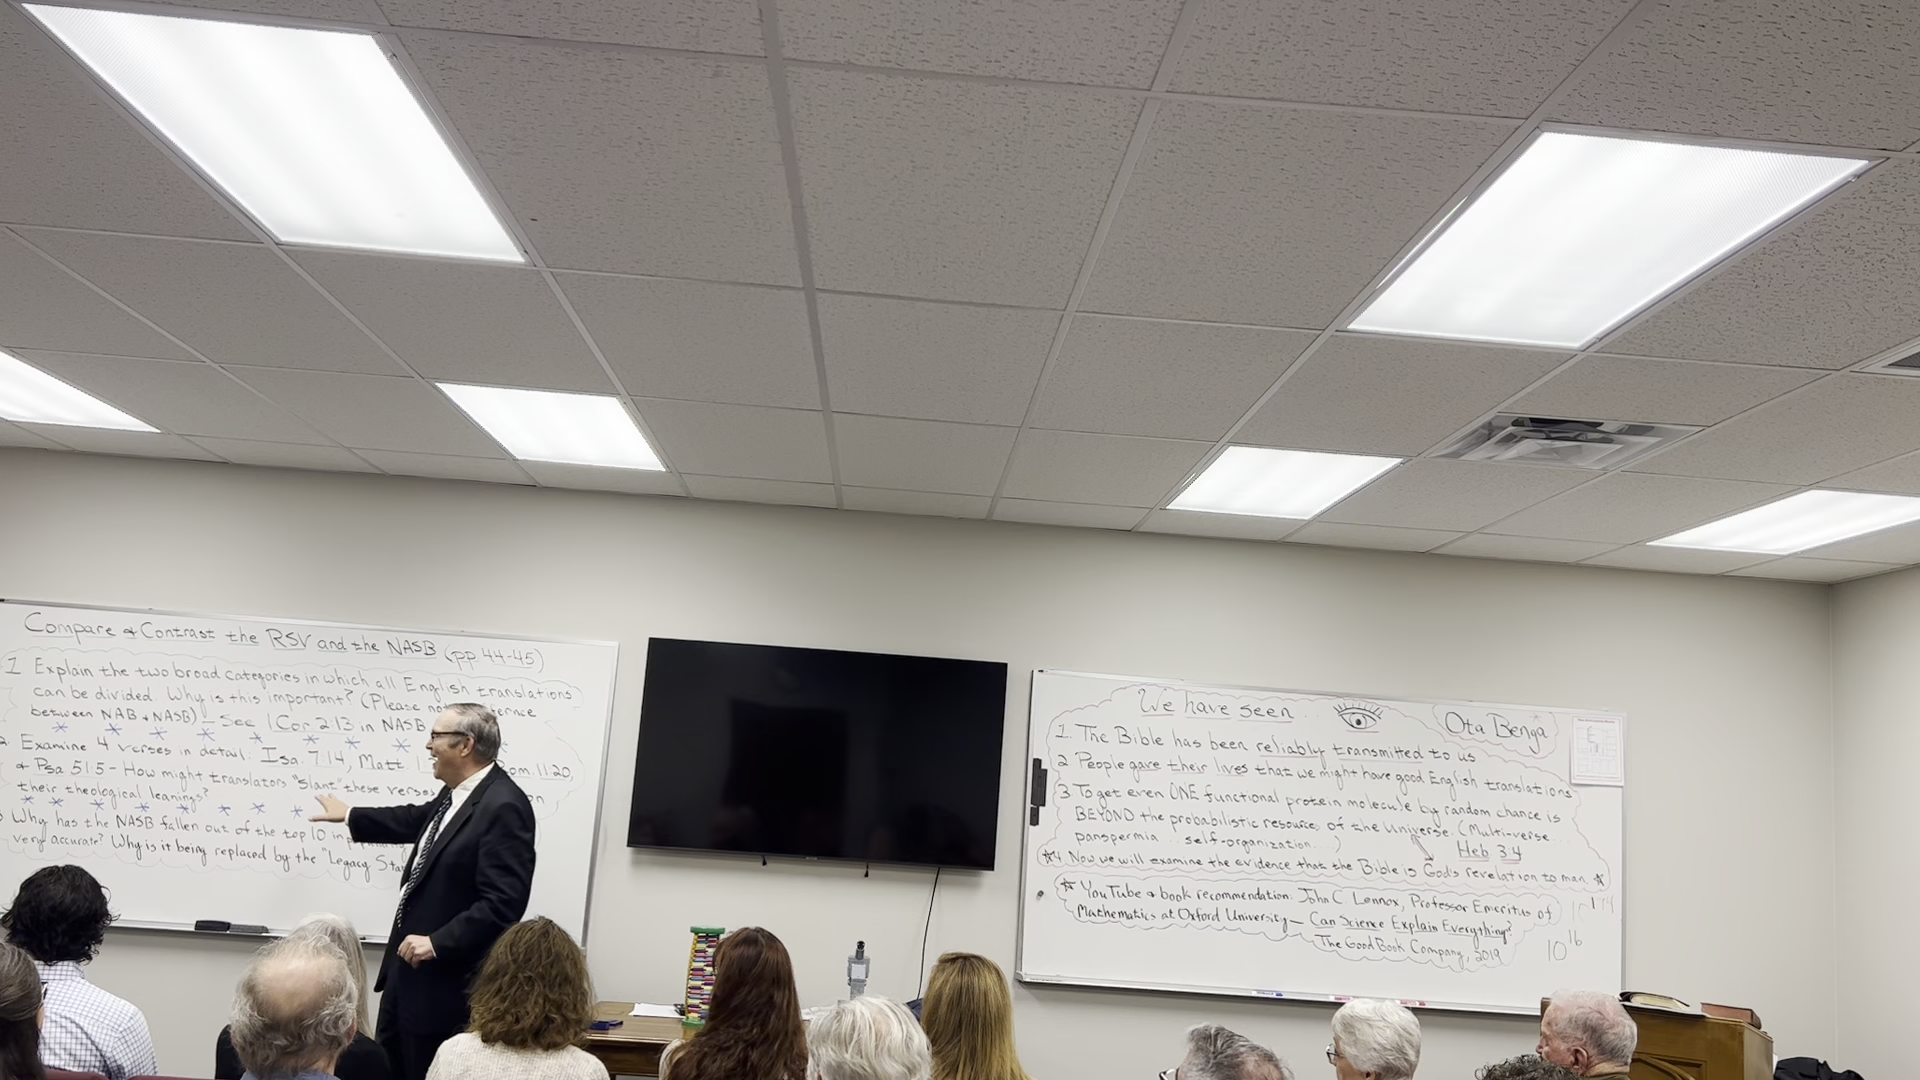 Compare & Contrast the RSV and the NASB (pp 44-45)
1 Explain the two broad categories in which all English translations
can be divided. Why is this important? (Please
between NAB & NASB) - See 1 Cor 2:13 in NASB
2. Examine 4 verses in detail: Isa. 7:14, Matt 1 om. 11:20,
& Psa 51:5 - How might translators "slant" these verses
their theological leanings?
Why has the NASB fallen out of the top 10 in
very accurate? Why is it being replaced by the "Legacy
We have seen
Ota Benga
1. The Bible has been reliably transmitted to us
2 People gave their lives that we might have good English translations
3 To get even ONE functional protein molecule by random chance is
BEYOND the probabilistic resources of the universe. (Multi-verse
panspermia self-organization )
Heb 3:4
4. Now we will examine the evidence that the Bible is God's revelation to man.
YouTube & book recommendation: John C. Lennox, Professor Emeritus of
Mathematics at Oxford University - Can Science Explain Everything?
The Good Book Company, 2019
10 16